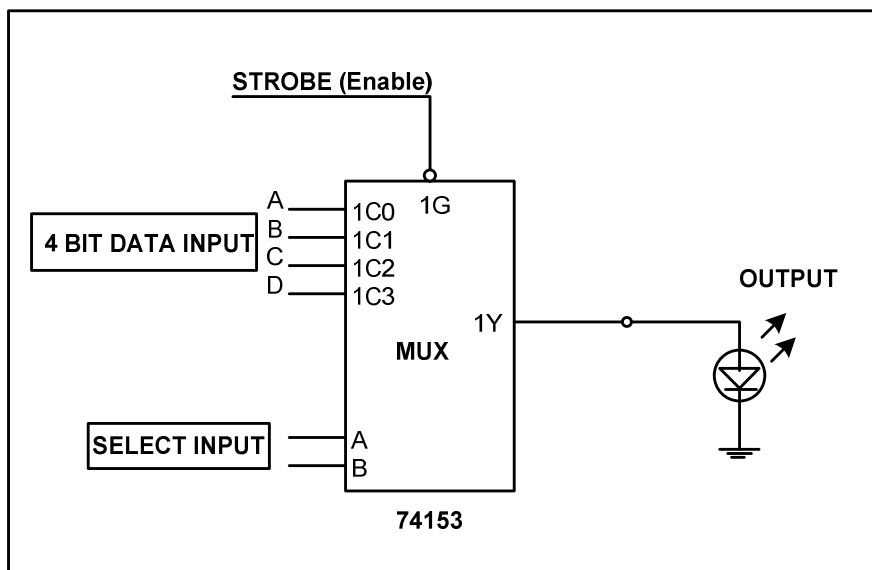 STROBE (Enable)
1G
A
1C0
B
1C1
C
1C2
D
1C3
4 BIT DATA INPUT
OUTPUT
1Y
MUX
SELECT INPUT
A
B
74153